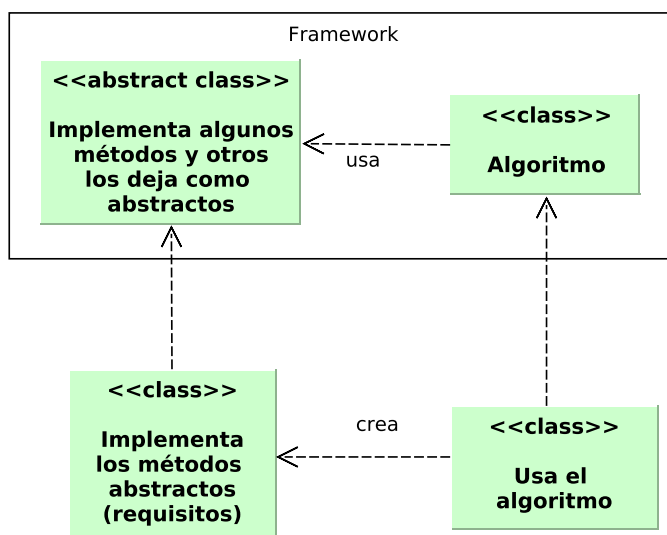 Framework
<<abstract class>>
Implementa algunos
métodos y otros
los deja como
abstractos
usa
<<class>>
Algoritmo
<<class>>
Implementa
los métodos
abstractos
(requisitos)
crea
<<class>>
Usa el
algoritmo